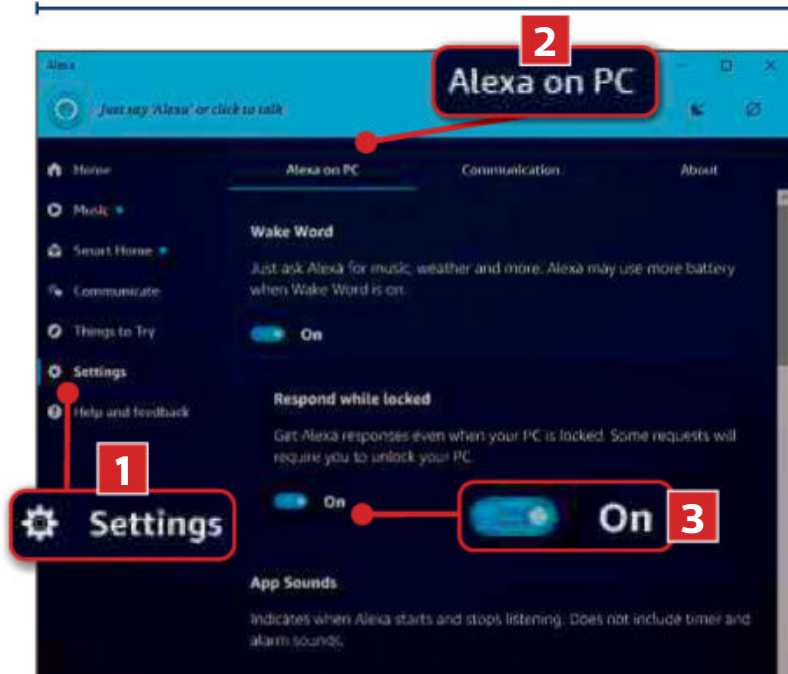 2
Alexa on PC
Alexa
Just say 'Alexa' or click to talk
Home
Music
Smart Home
Communicate
Things to Try
Settings
Help and feedback
Alexa on PC
Communication
About
Wake Word
Just ask Alexa for music, weather and more. Alexa may use more battery
when Wake Word is on.
On
Respond while locked
Get Alexa responses even when your PC is locked. Some requests will
require you to unlock your PC.
On
1
Settings
On
3
App Sounds
Indicates when Alexa starts and stops listening. Does not include timer and
alarm sounds.